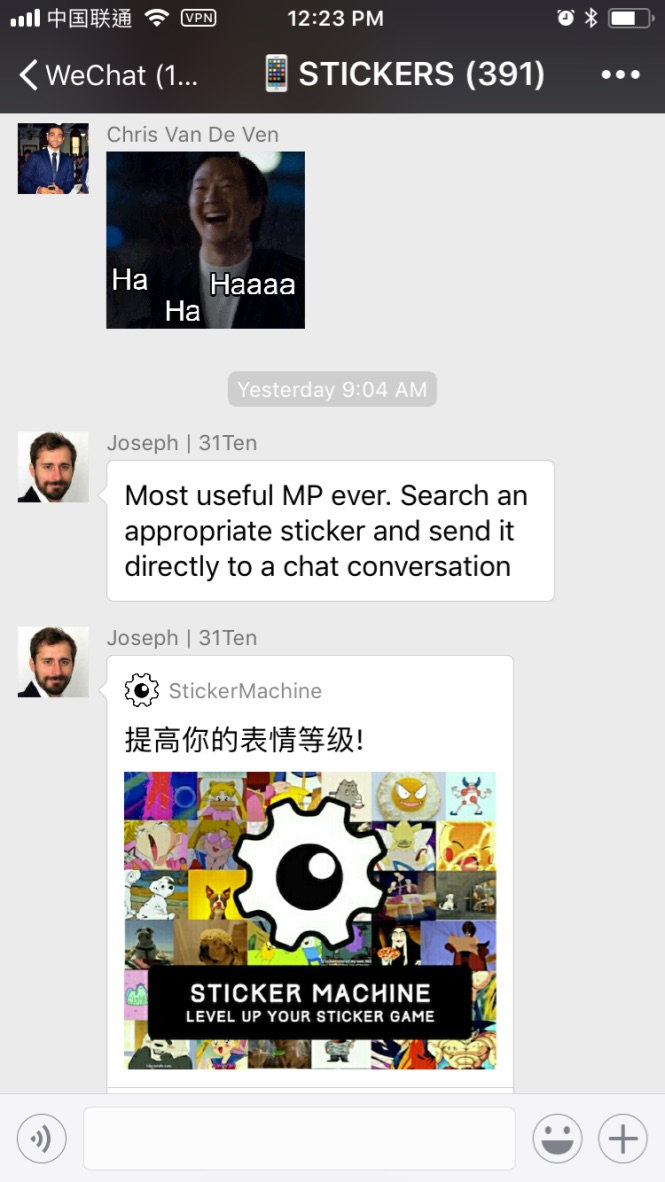 中国联通 VPN 12:23 PM
WeChat (1... 📱STICKERS (391)
Chris Van De Ven
Ha
Haaaa
Ha
Yesterday 9:04 AM
Joseph | 31Ten
Most useful MP ever. Search an
appropriate sticker and send it
directly to a chat conversation
Joseph | 31Ten
StickerMachine
提高你的表情等级!
STICKER MACHINE
LEVEL UP YOUR STICKER GAME